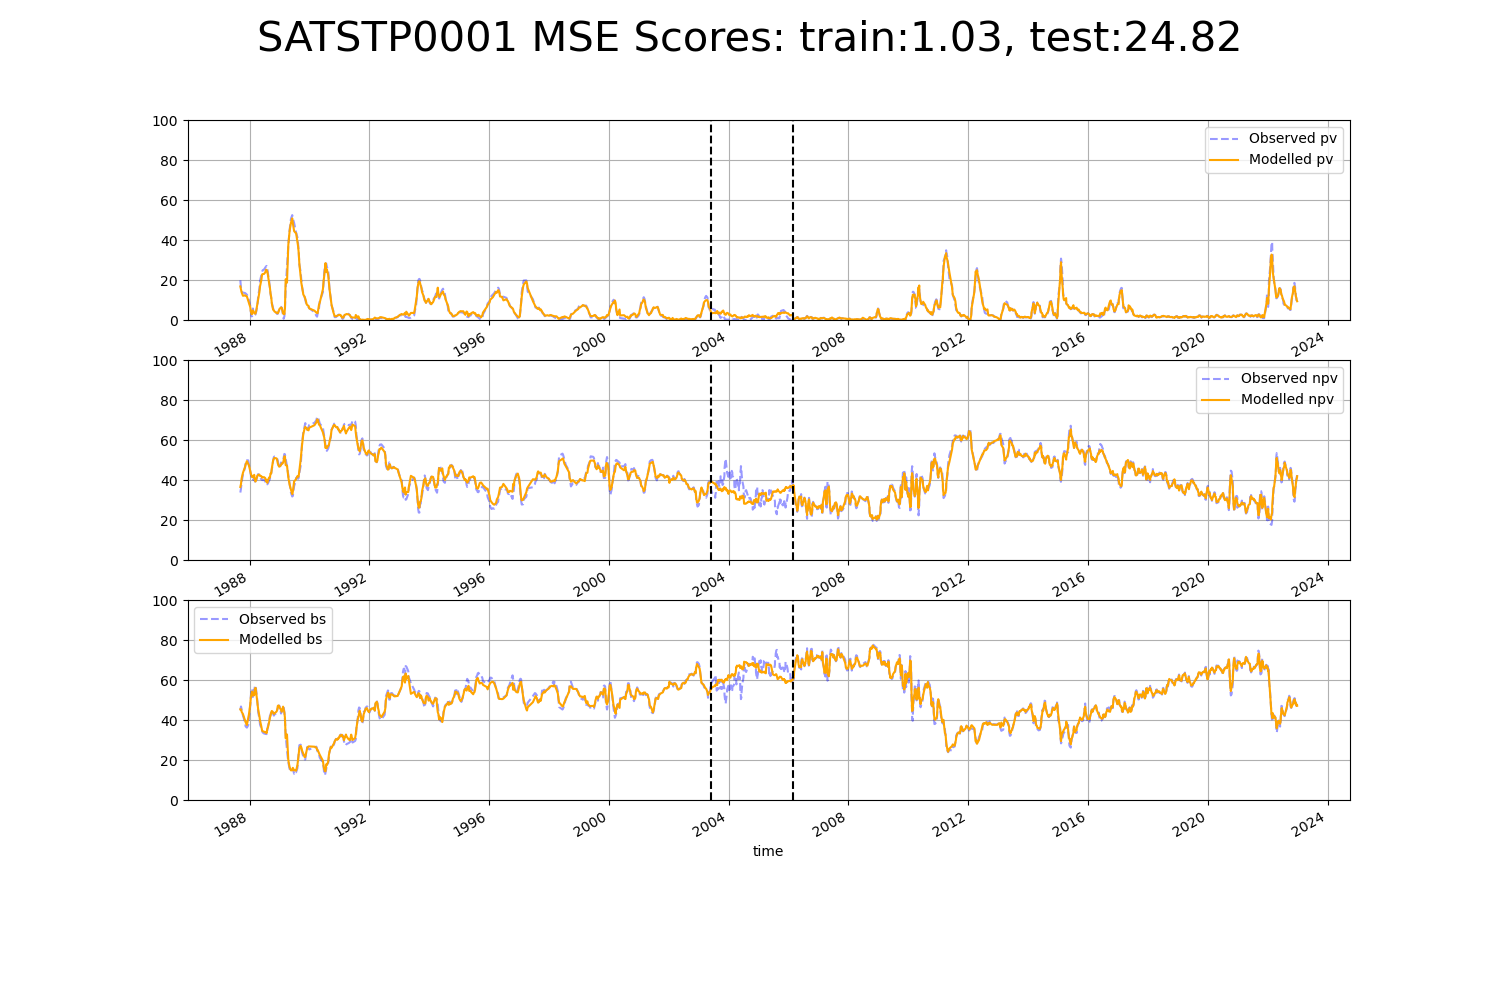 SATSTP0001 MSE Scores: train:1.03, test:24.82
100
80
60
40
20
0
Observed pv
Modelled pv
1988 1992 1996 2000 2004 2008 2012 2016 2020 2024
100
80
60
40
20
0
Observed npv
Modelled npv
1988 1992 1996 2000 2004 2008 2012 2016 2020 2024
100
80
60
40
20
0
Observed bs
Modelled bs
1988 1992 1996 2000 2004 2008 2012 2016 2020 2024
time